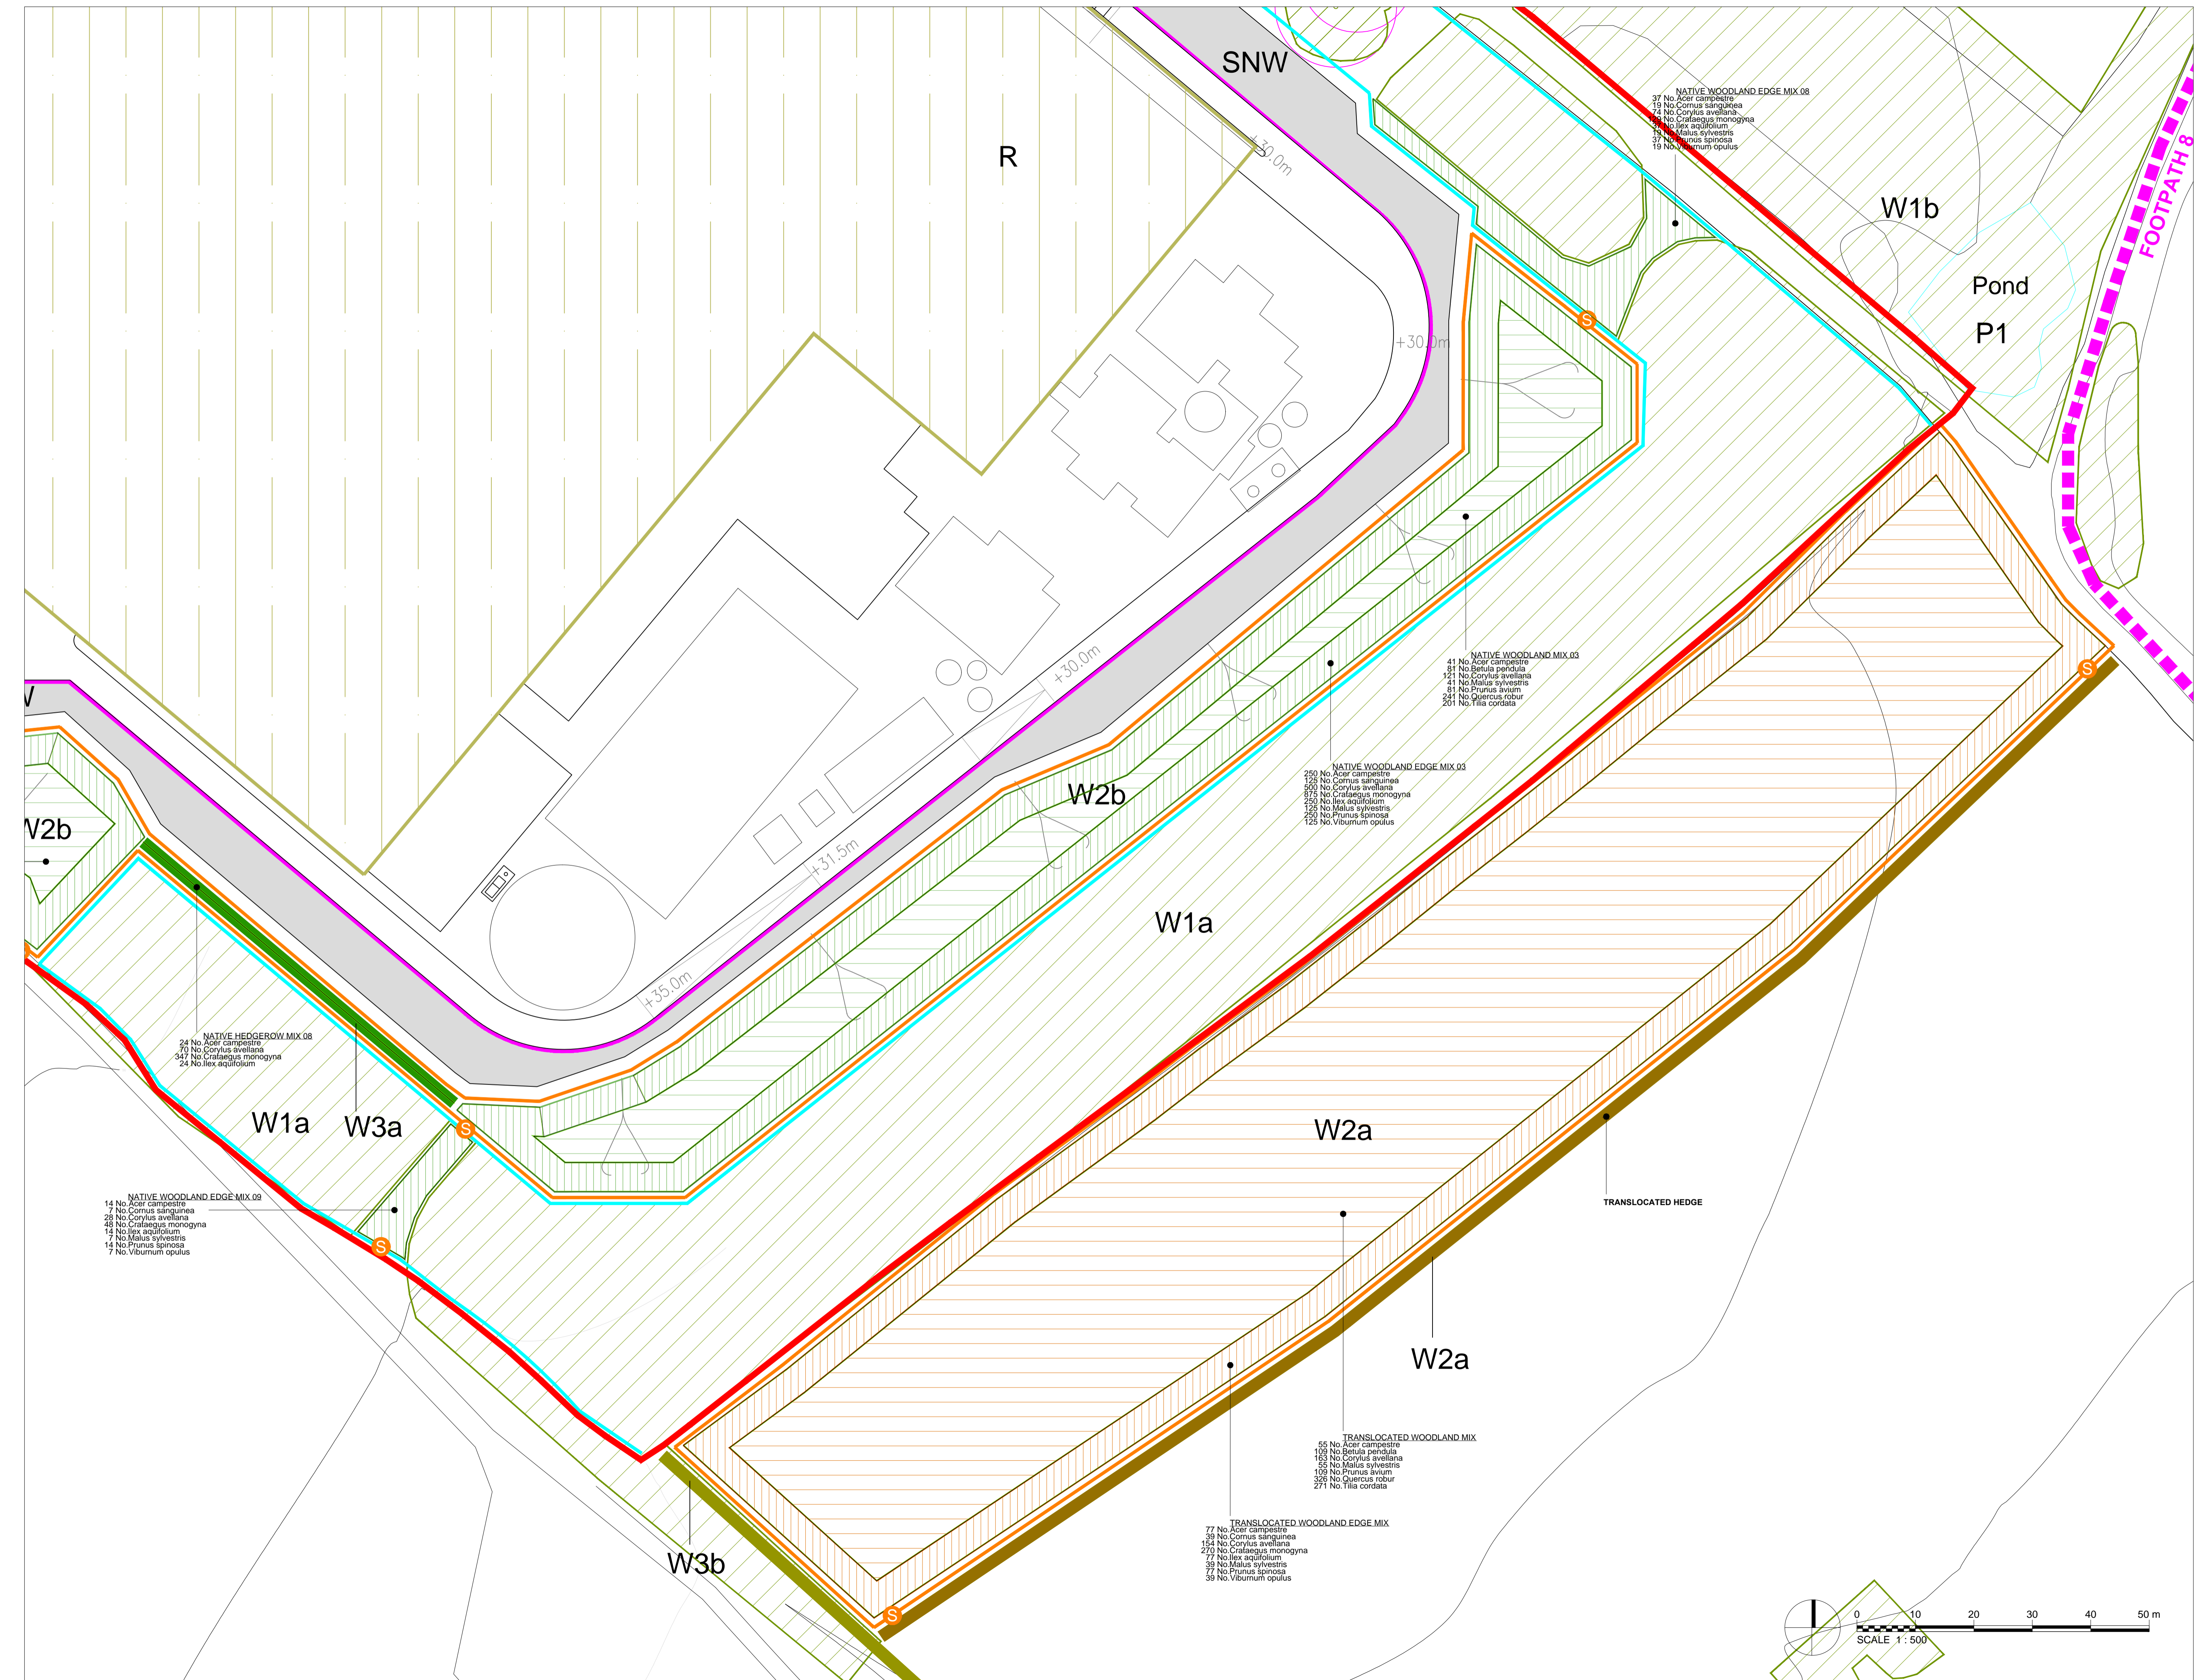 SNW
R
+30.0m
NATIVE WOODLAND EDGE MIX 08
37 No.Acer campestre
19 No.Cornus sanguinea
74 No.Corylus avellana
No.Crataegus monogyna
37 No.Ilex aquifolium
19 No.Malus sylvestris
37 No.Prunus spinosa
19 No.Viburnum opulus
FOOTPATH 8
W1b
Pond
P1
S
+30.0m
S
NATIVE WOODLAND MIX 03
41 No.Acer campestre
81 No.Betula pendula
121 No.Corylus avellana
41 No.Malus sylvestris
81 No.Prunus avium
241 No.Quercus robur
201 No.Tilia cordata
+30.0m
NATIVE WOODLAND EDGE MIX 03
250 No.Acer campestre
125 No.Cornus sanguinea
500 No.Corylus avellana
875 No.Crataegus monogyna
250 No.Ilex aquifolium
125 No.Malus sylvestris
250 No.Prunus spinosa
125 No.Viburnum opulus
W2b
W2b
+31.5m
W1a
+35.0m
NATIVE HEDGEROW MIX 08
24 No.Acer campestre
70 No.Corylus avellana
347 No.Crataegus monogyna
24 No.Ilex aquifolium
W1a
W3a
S
W2a
NATIVE WOODLAND EDGE MIX 09
14 No.Acer campestre
7 No.Cornus sanguinea
28 No.Corylus avellana
48 No.Crataegus monogyna
14 No.Ilex aquifolium
7 No.Malus sylvestris
14 No.Prunus spinosa
7 No.Viburnum opulus
S
TRANSLOCATED HEDGE
W2a
TRANSLOCATED WOODLAND MIX
55 No.Acer campestre
109 No.Betula pendula
163 No.Corylus avellana
55 No.Malus sylvestris
109 No.Prunus avium
326 No.Quercus robur
271 No.Tilia cordata
TRANSLOCATED WOODLAND EDGE MIX
77 No.Acer campestre
39 No.Cornus sanguinea
154 No.Corylus avellana
270 No.Crataegus monogyna
77 No.Ilex aquifolium
39 No.Malus sylvestris
77 No.Prunus spinosa
39 No.Viburnum opulus
W3b
S
0 10 20 30 40 50 m
SCALE 1 : 500